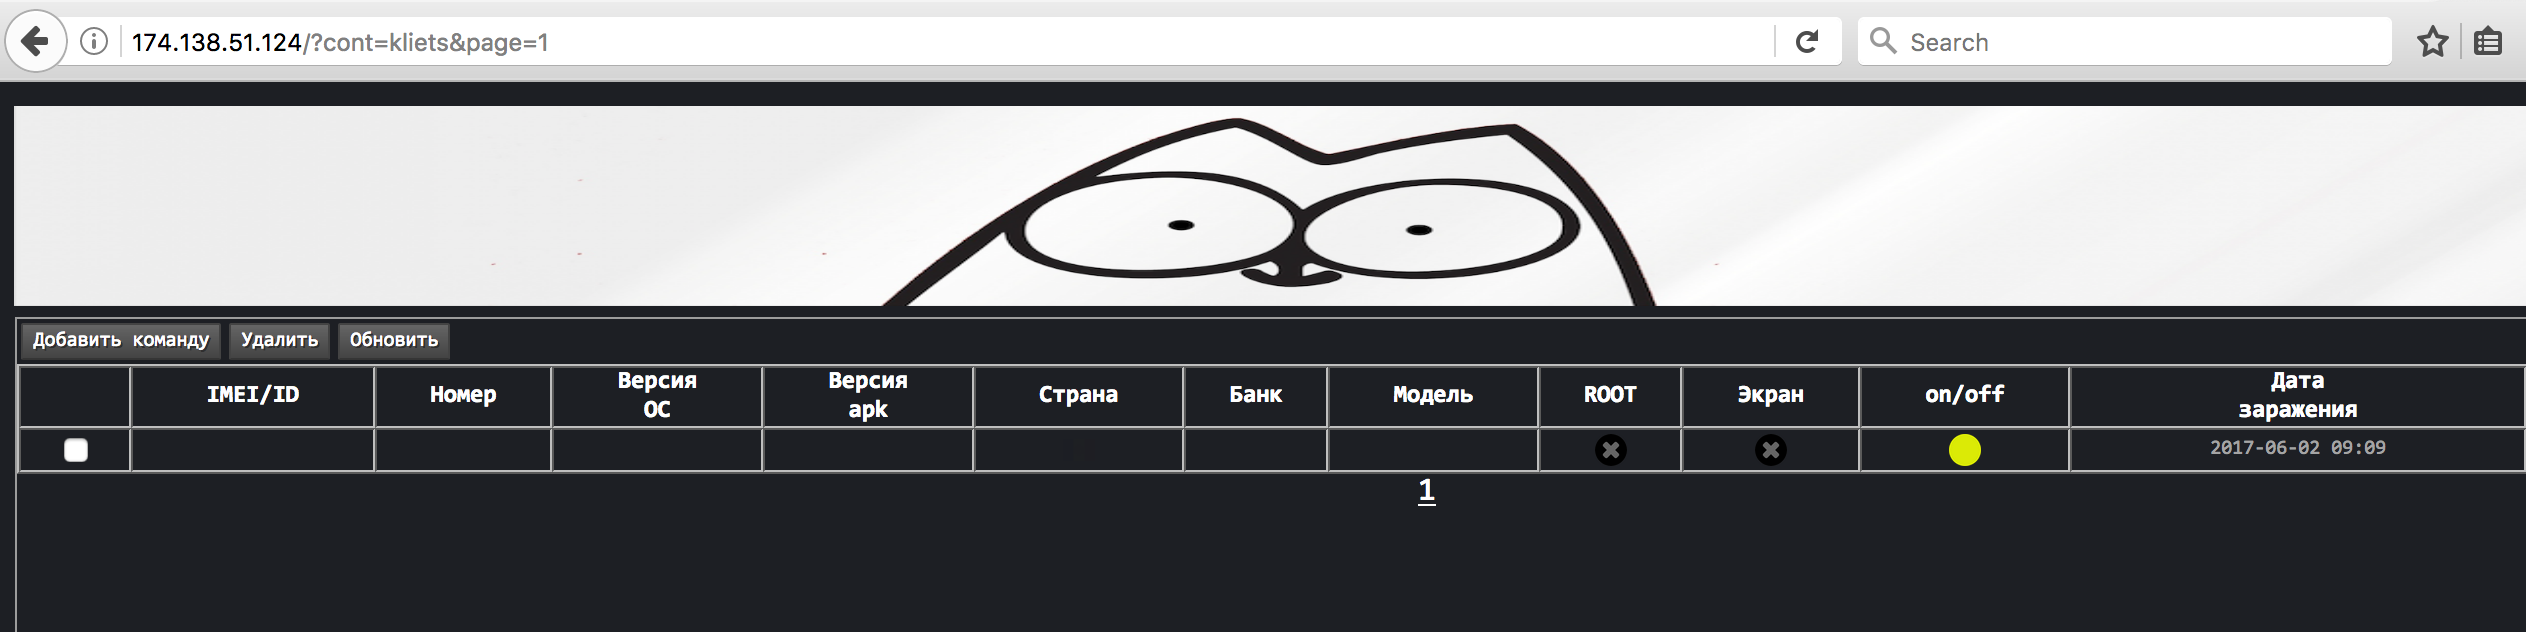 174.138.51.124/?cont=kliets&page=1
Search
Добавить команду Удалить Обновить
IMEI/ID
Номер
Версия
ОС
Версия
apk
Страна
Банк
Модель
ROOT
Экран
on/off
Дата
заражения
2017-06-02 09:09
1